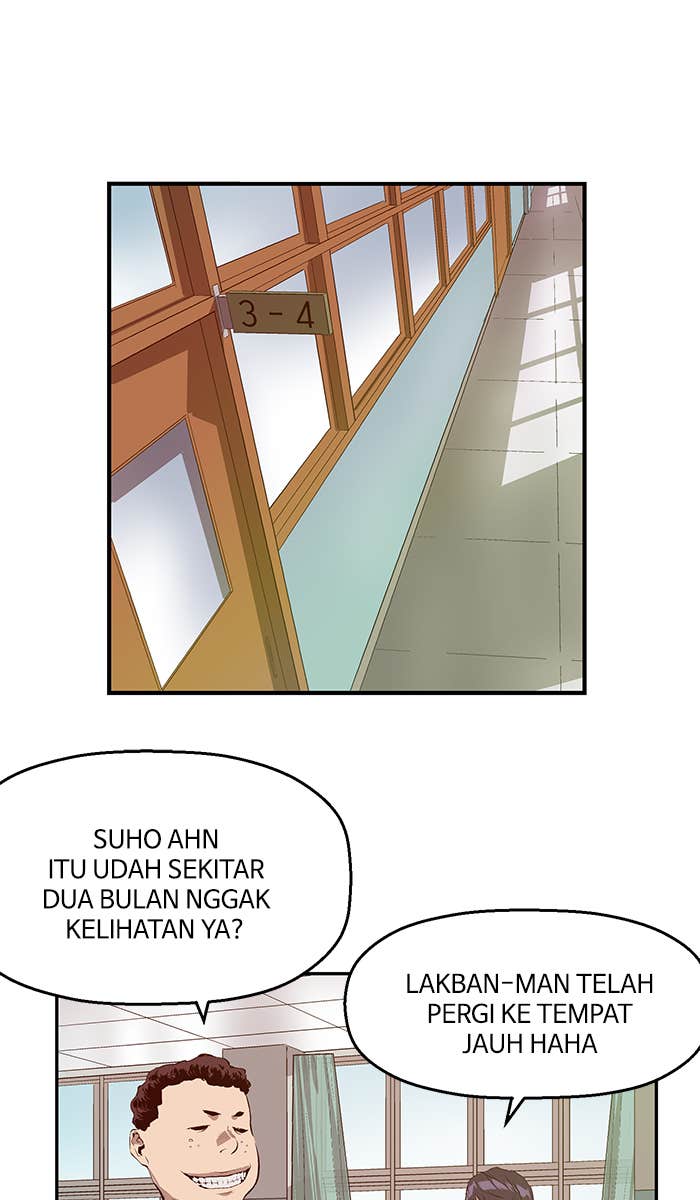 3-4
SUHO AHN
ITU UDAH SEKITAR
DUA BULAN NGGAK
KELIHATAN YA?
LAKBAN-MAN TELAH
PERGI KE TEMPAT
JAUH HAHA